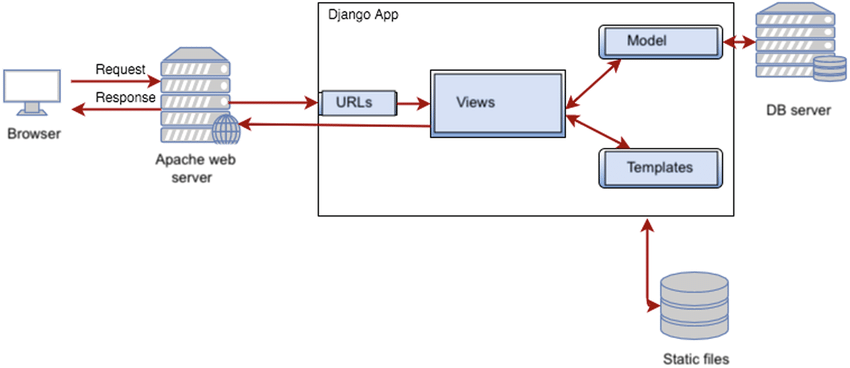 Django App
Request
Response
Browser
Apache web
server
URLs
Views
Model
Templates
DB server
Static files